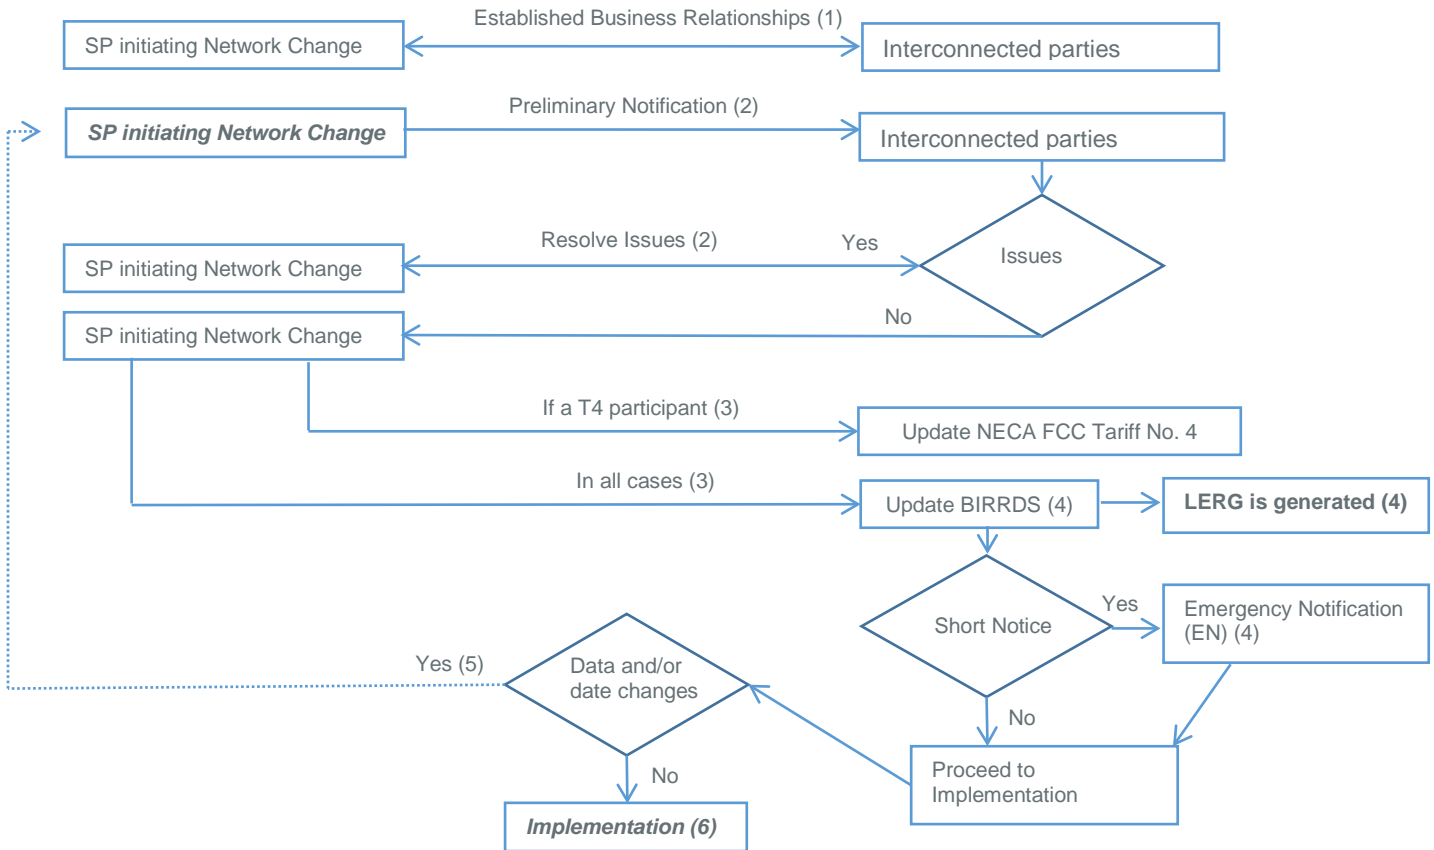 Established Business Relationships (1)
SP initiating Network Change
Interconnected parties
Preliminary Notification (2)
SP initiating Network Change
Interconnected parties
Resolve Issues (2)
Yes
Issues
SP initiating Network Change
No
SP initiating Network Change
If a T4 participant (3)
Update NECA FCC Tariff No. 4
In all cases (3)
Update BIRRDS (4)
LERG is generated (4)
Short Notice
Yes
Emergency Notification
(EN) (4)
Yes (5)
Data and/or
date changes
No
Proceed to
Implementation
No
Implementation (6)